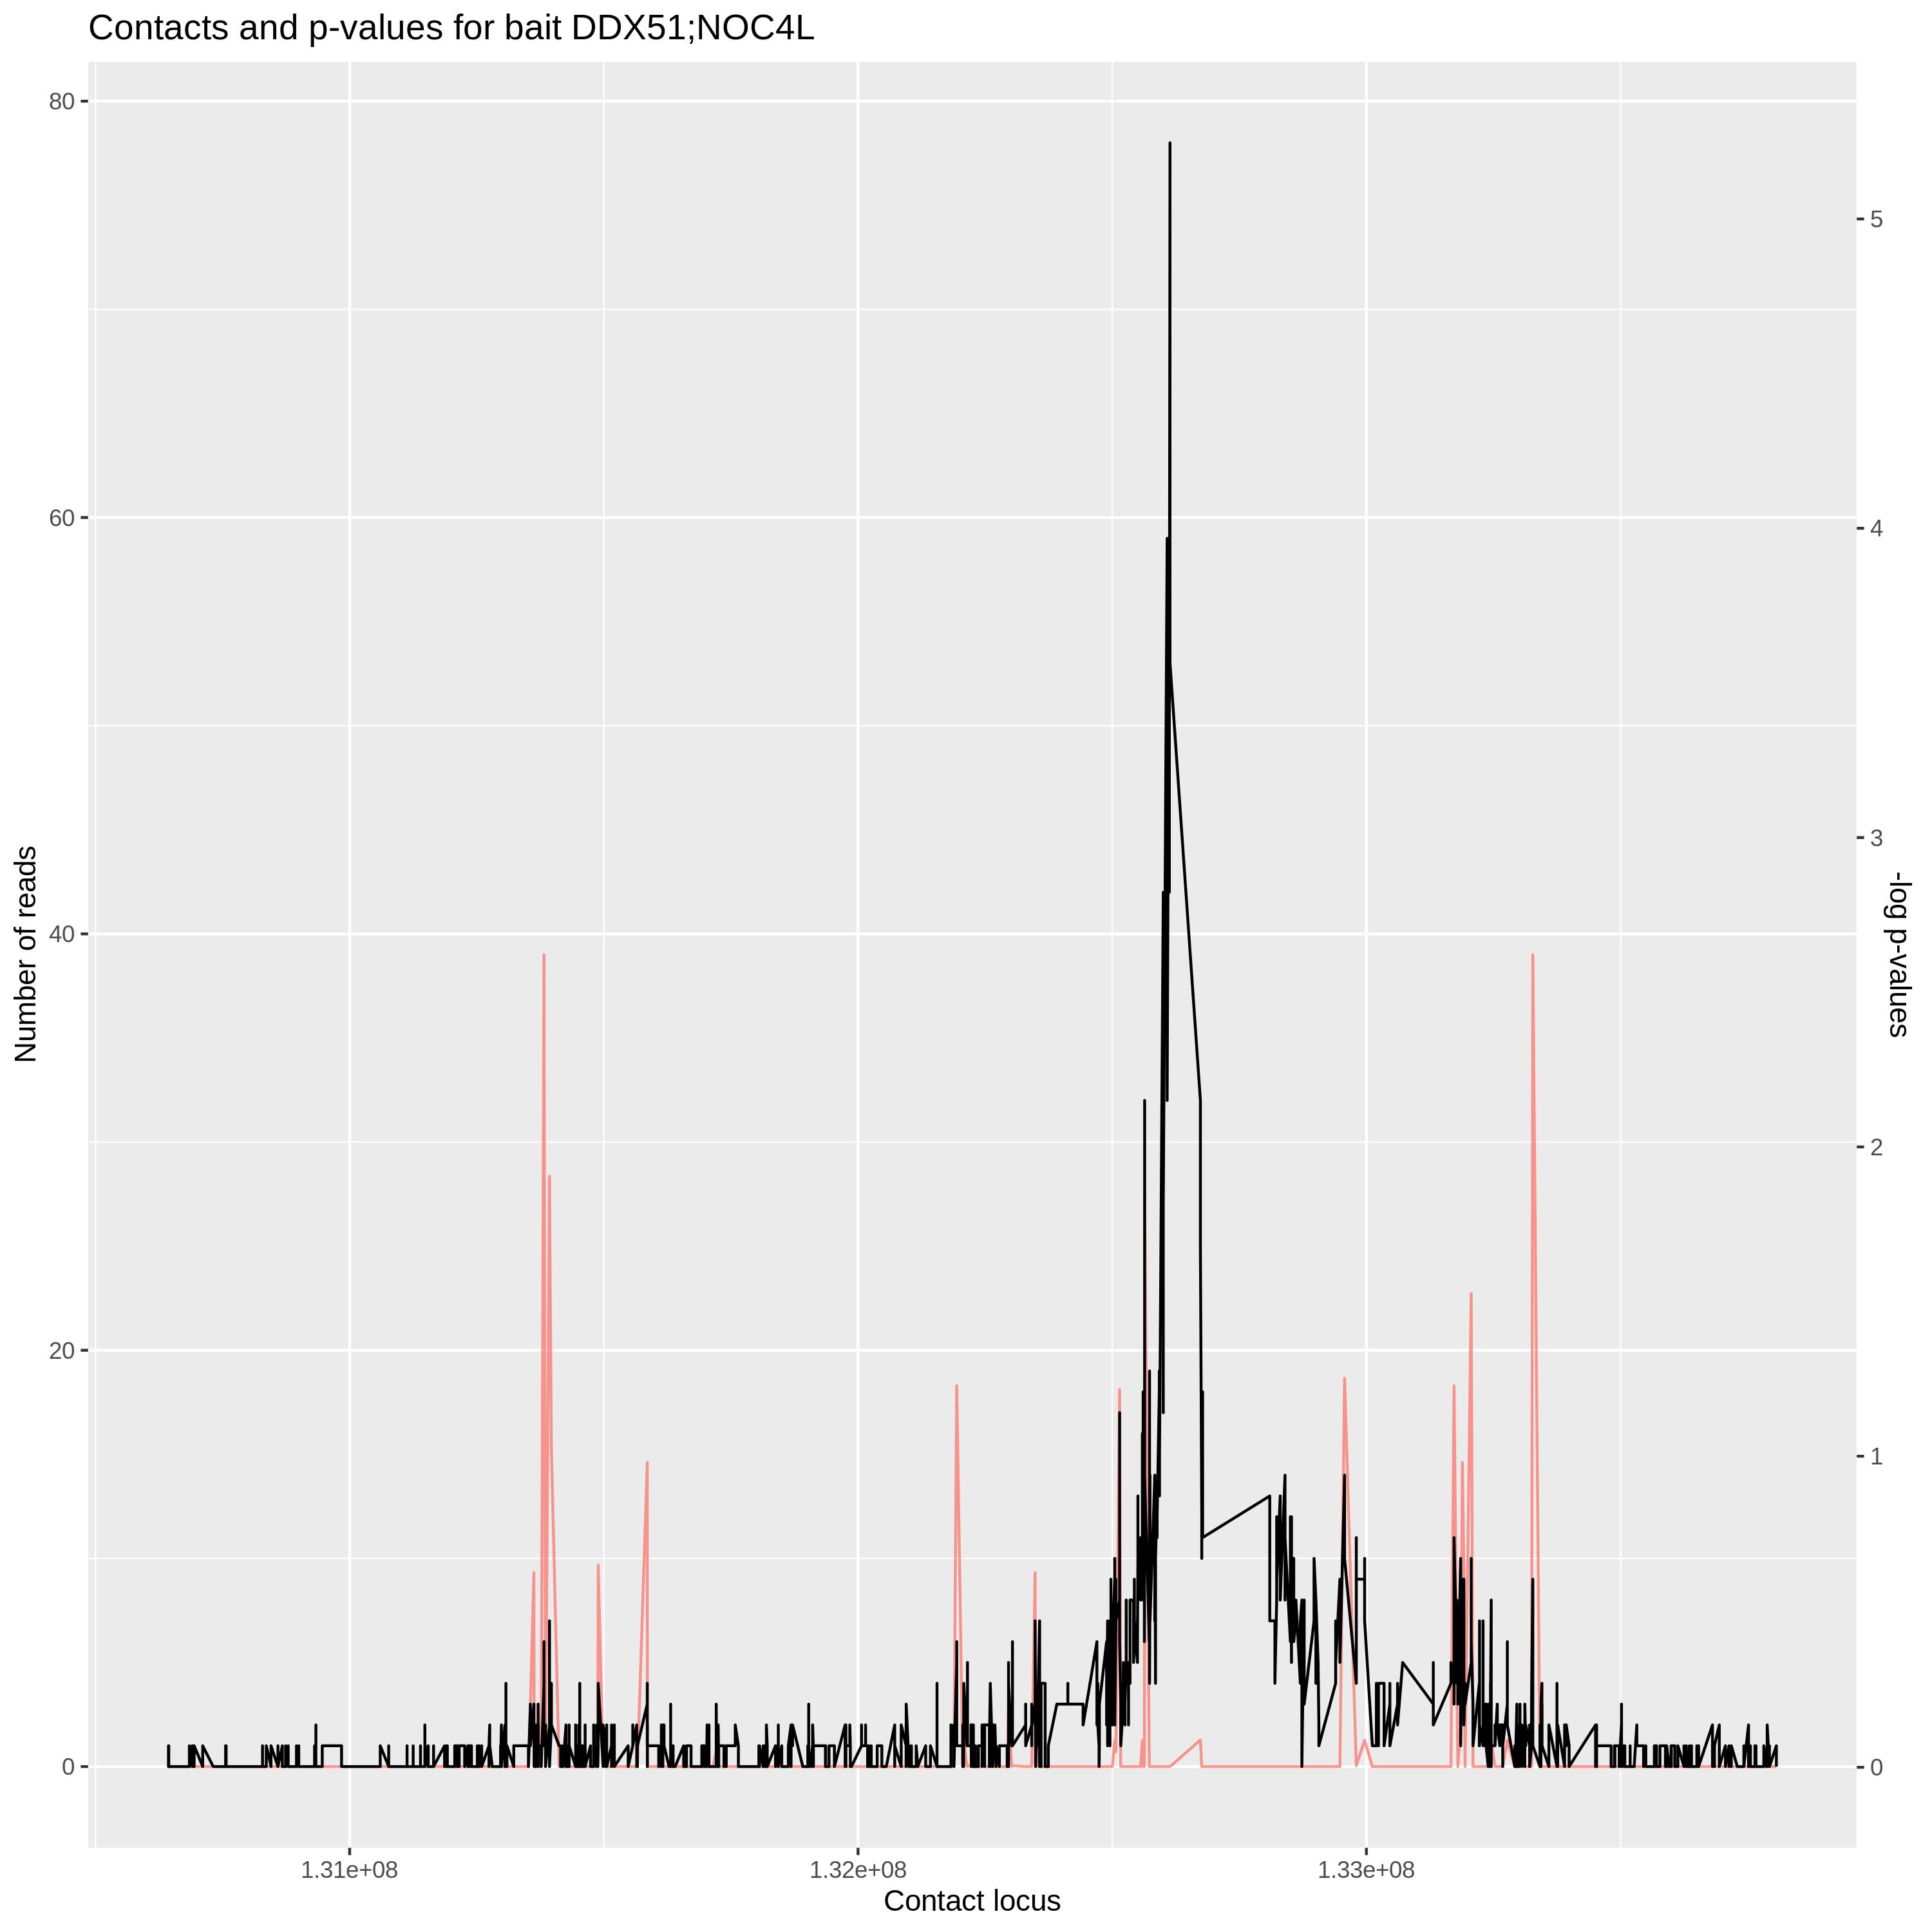 Contacts and p-values for bait DDX51;NOC4L
80
60
40
20
0
Number of reads
5
4
3
2
1
0
-log p-values
1.31e+08
1.32e+08
1.33e+08
Contact locus